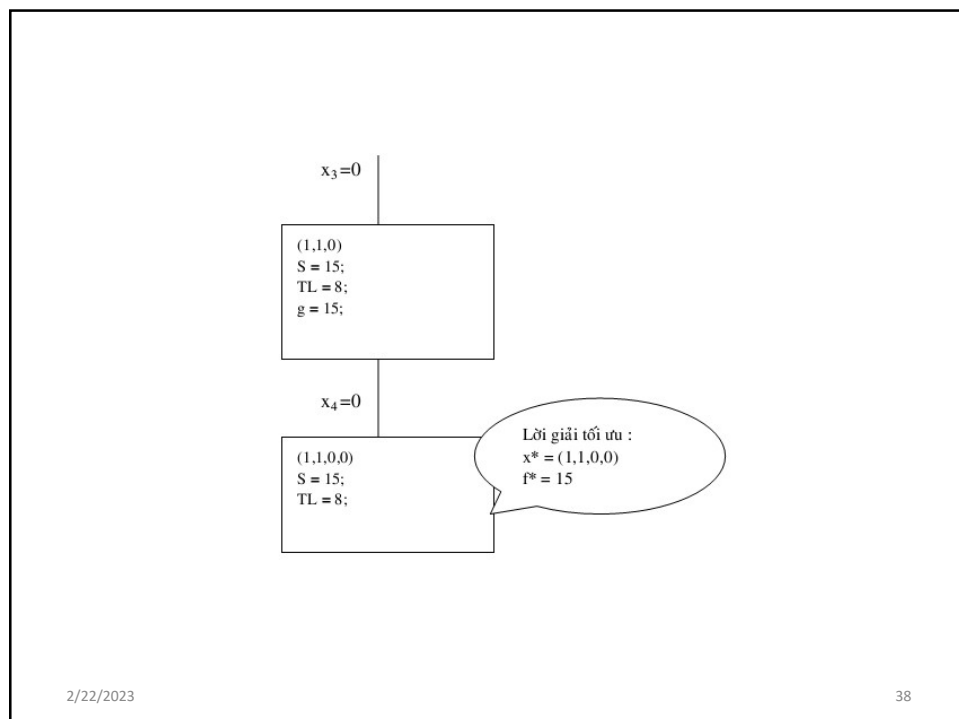 x₃=0
(1,1,0)
S = 15;
TL = 8;
g = 15;
x₄=0
(1,1,0,0)
S = 15;
TL = 8;
Lời giải tối ưu :
x* = (1,1,0,0)
f* = 15
2/22/2023
38